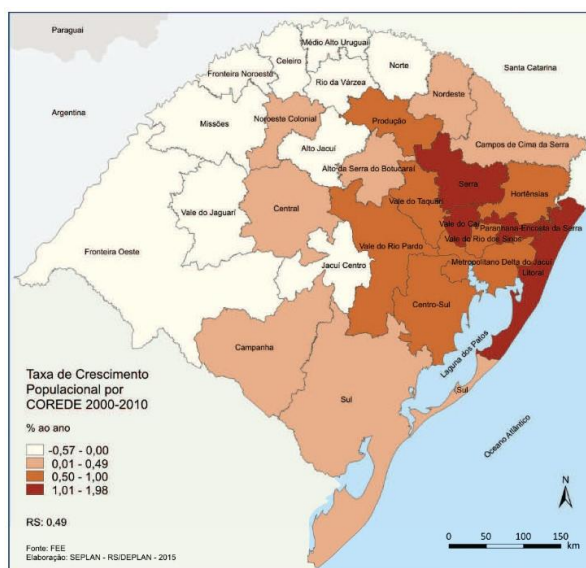 Paraguai
Médio Alto Uruguai
Celeiro
Norte
Fronteira Noroeste
Rio da Várzea
Santa Catarina
Nordeste
Argentina
Missões
Noroeste Colonial
Produção
Campos de Cima da Serra
Alto Jacuí
Alto da Serra do Botucaraí
Serra
Hortênsias
Vale do Jaguari
Central
Vale do Taquari
Vale do Caí
Paranhana-Encosta da Serra
Vale do Rio dos Sinos
Fronteira Oeste
Vale do Rio Pardo
Jacuí Centro
Metropolitano Delta do Jacuí
Litoral
Centro-Sul
Campanha
Laguna dos Patos
Sul
Sul
Oceano Atlântico
Taxa de Crescimento
Populacional por
COREDE 2000-2010
% ao ano
-0,57 - 0,00
0,01 - 0,49
0,50 - 1,00
1,01 - 1,98
RS: 0,49
Fonte: FEE
Elaboração: SEPLAN - RS/DEPLAN - 2015
N
0 50 100 150
km